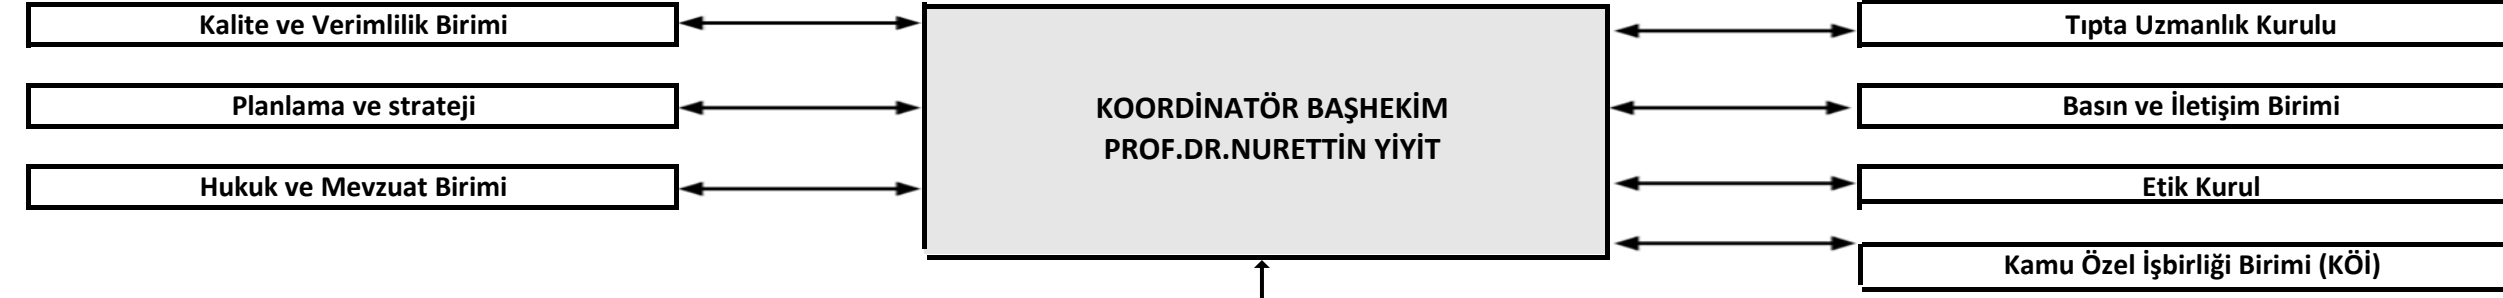 Kalite ve Verimlilik Birimi
Planlama ve strateji
Hukuk ve Mevzuat Birimi
KOORDİNATÖR BAŞHEKİM
PROF.DR.NURETTİN YİYİT
Tıpta Uzmanlık Kurulu
Basın ve İletişim Birimi
Etik Kurul
Kamu Özel İşbirliği Birimi (KÖİ)